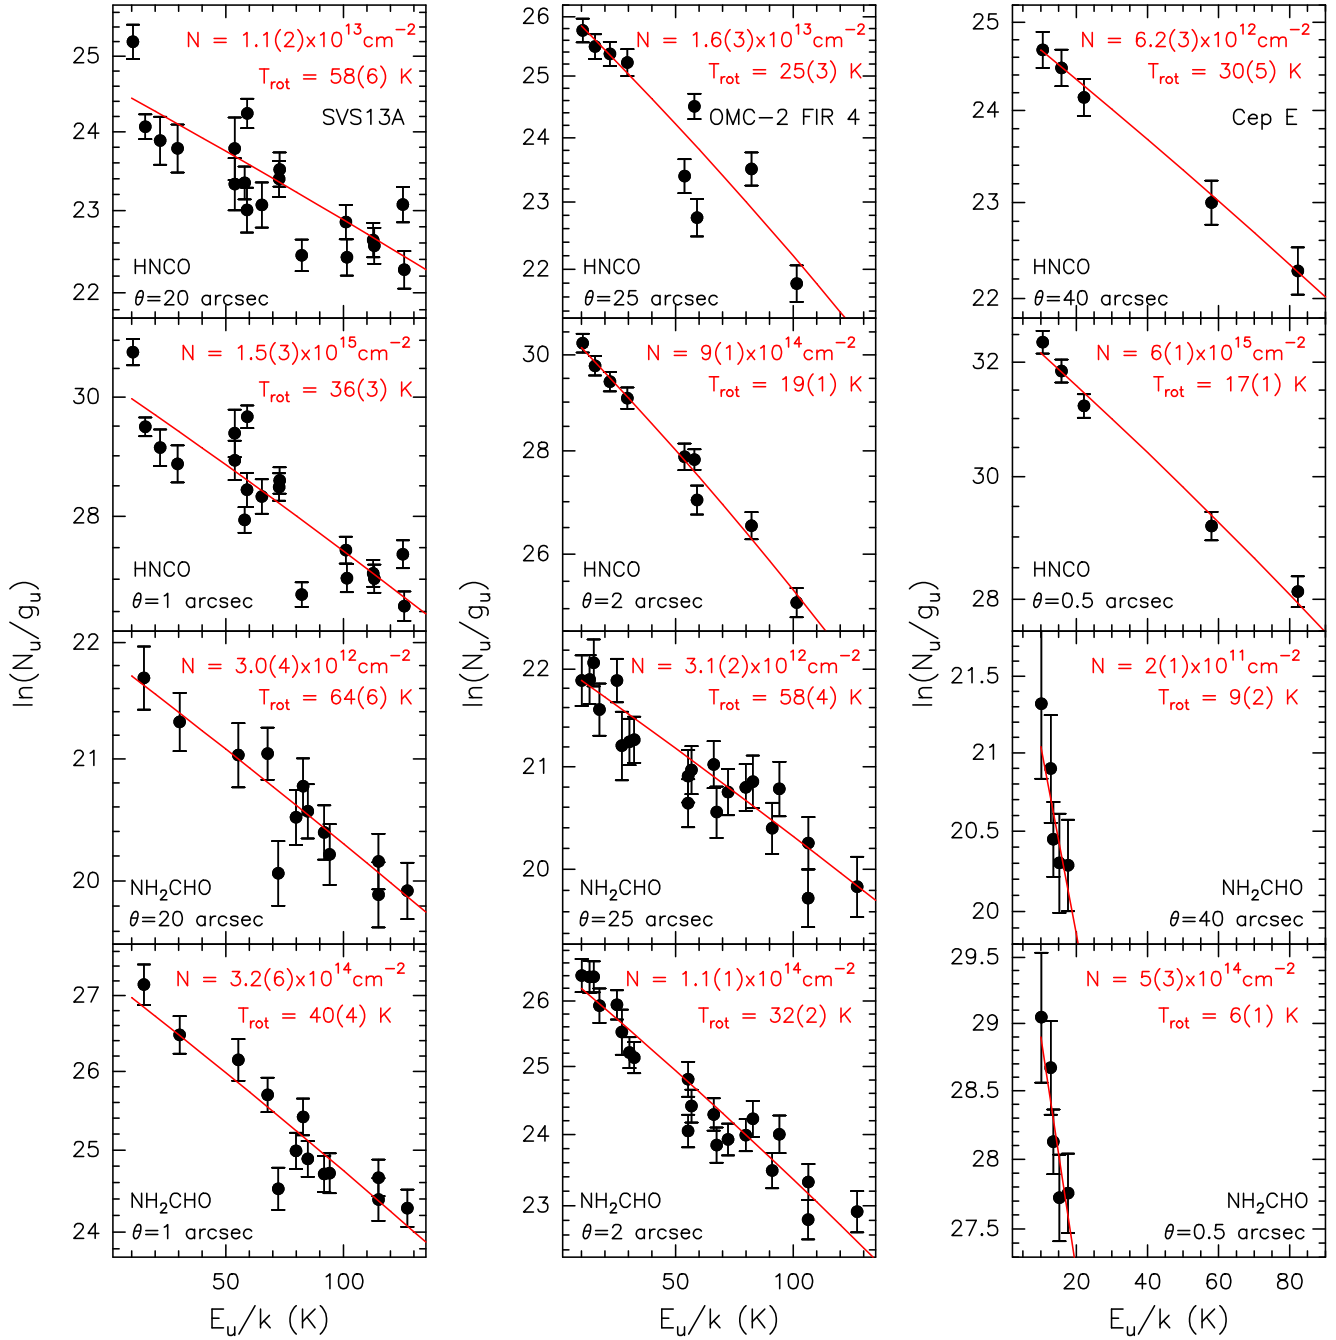 N = 1.1(2)x10^13cm^-2
T_rot = 58(6) K
SVS13A
HNCO
θ=20 arcsec
25
24
23
22
N = 1.6(3)x10^13cm^-2
T_rot = 25(3) K
OMC-2 FIR 4
HNCO
θ=25 arcsec
26
25
24
23
22
N = 6.2(3)x10^12cm^-2
T_rot = 30(5) K
Cep E
HNCO
θ=40 arcsec
25
24
23
22
N = 1.5(3)x10^15cm^-2
T_rot = 36(3) K
HNCO
θ=1 arcsec
30
28
N = 9(1)x10^14cm^-2
T_rot = 19(1) K
HNCO
θ=2 arcsec
30
28
26
N = 6(1)x10^15cm^-2
T_rot = 17(1) K
HNCO
θ=0.5 arcsec
32
30
28
ln(N_u/g_u)
ln(N_u/g_u)
ln(N_u/g_u)
N = 3.0(4)x10^12cm^-2
T_rot = 64(6) K
NH_2CHO
θ=20 arcsec
22
21
20
N = 3.1(2)x10^12cm^-2
T_rot = 58(4) K
NH_2CHO
θ=25 arcsec
22
21
20
N = 2(1)x10^11cm^-2
T_rot = 9(2) K
NH_2CHO
θ=40 arcsec
21.5
21
20.5
20
N = 3.2(6)x10^14cm^-2
T_rot = 40(4) K
NH_2CHO
θ=1 arcsec
27
26
25
24
N = 1.1(1)x10^14cm^-2
T_rot = 32(2) K
NH_2CHO
θ=2 arcsec
26
25
24
23
N = 5(3)x10^14cm^-2
T_rot = 6(1) K
NH_2CHO
θ=0.5 arcsec
29.5
29
28.5
28
27.5
50 100
50 100
20 40 60 80
E_u/k (K)
E_u/k (K)
E_u/k (K)